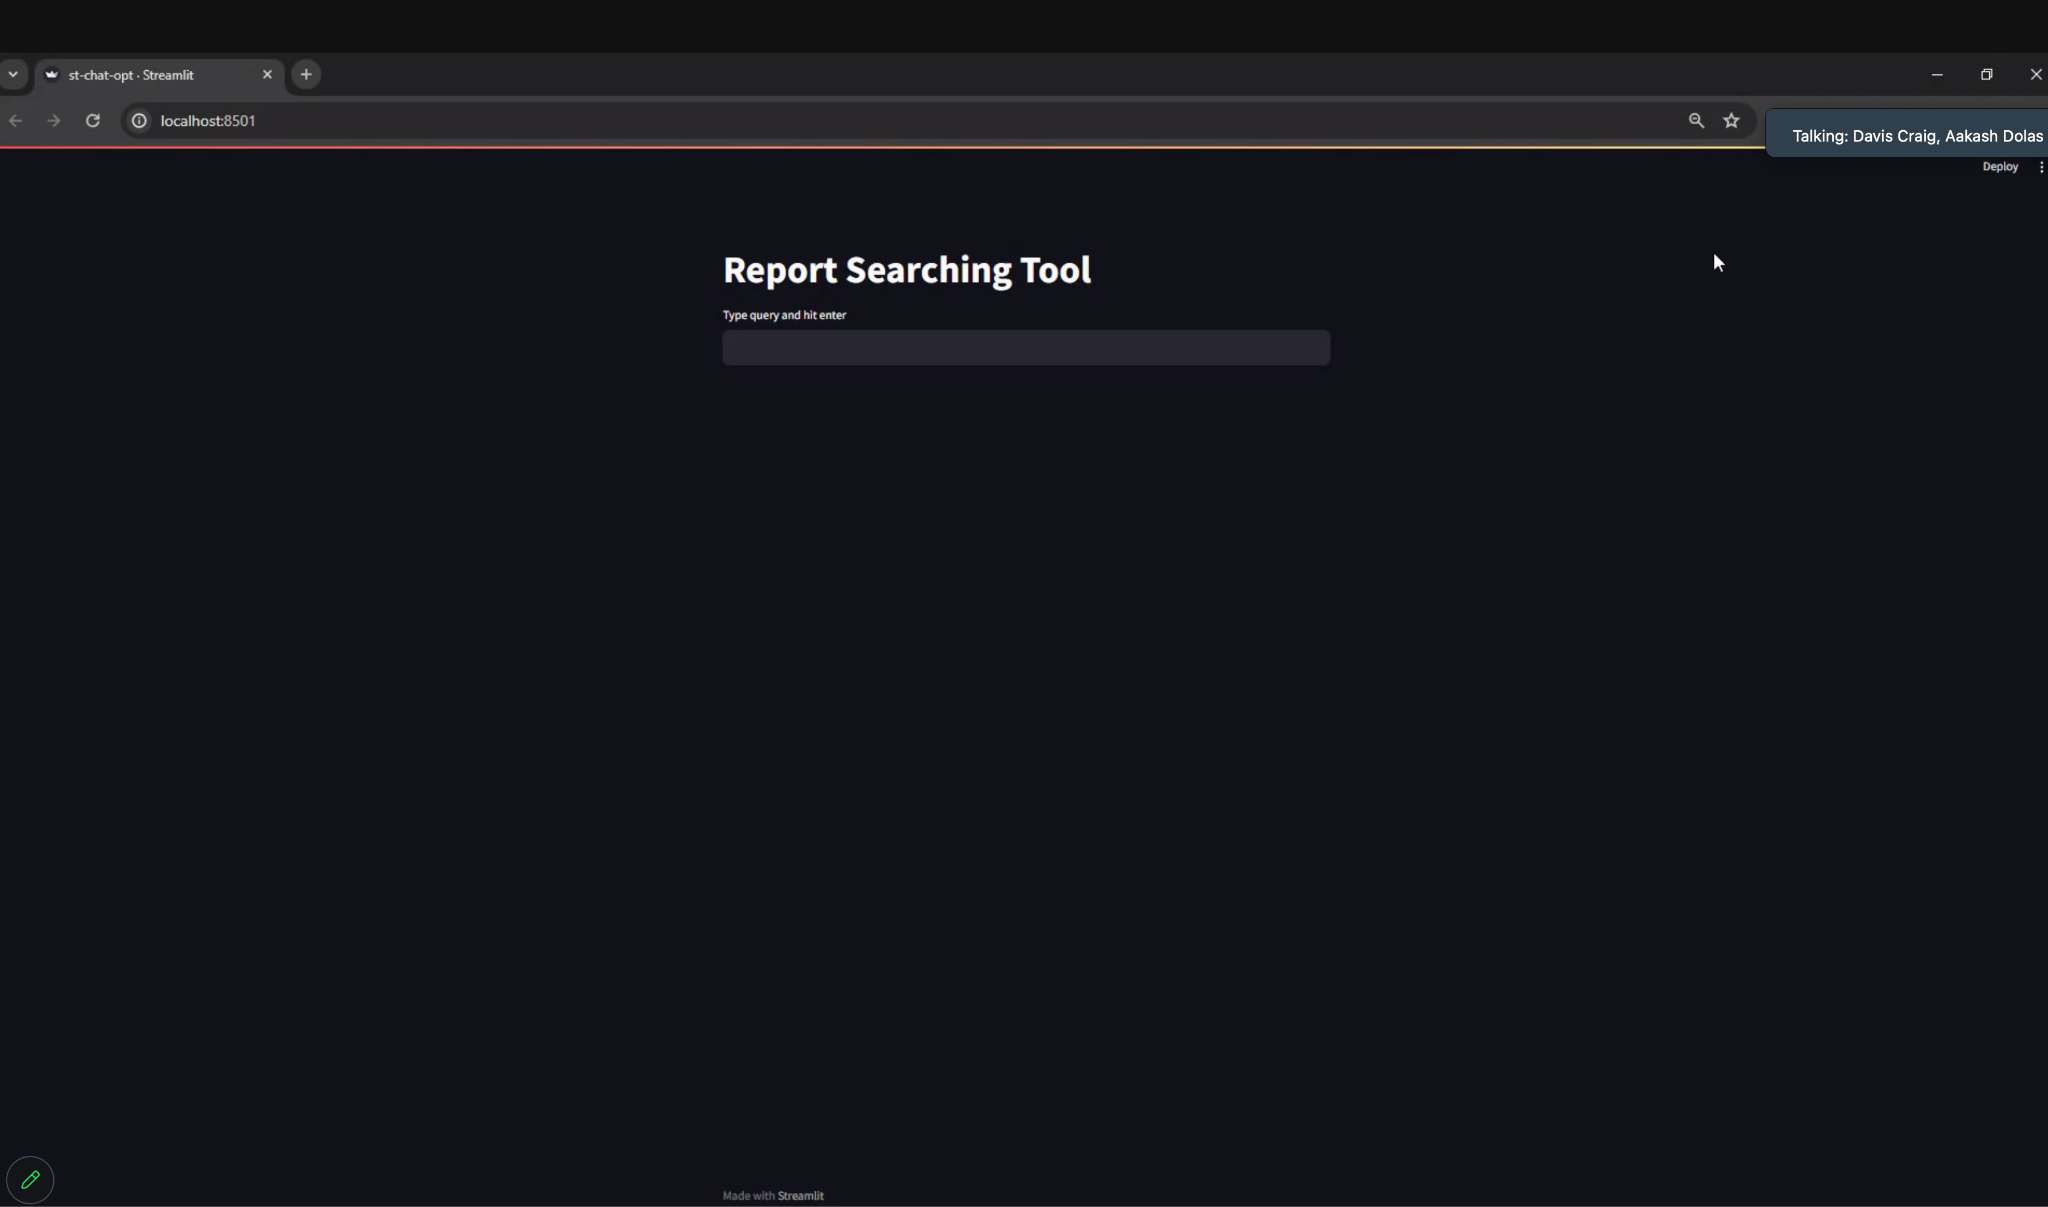 st-chat-opt · Streamlit
localhost:8501
Talking: Davis Craig, Aakash Dolas
Deploy
Report Searching Tool
Type query and hit enter
Made with Streamlit